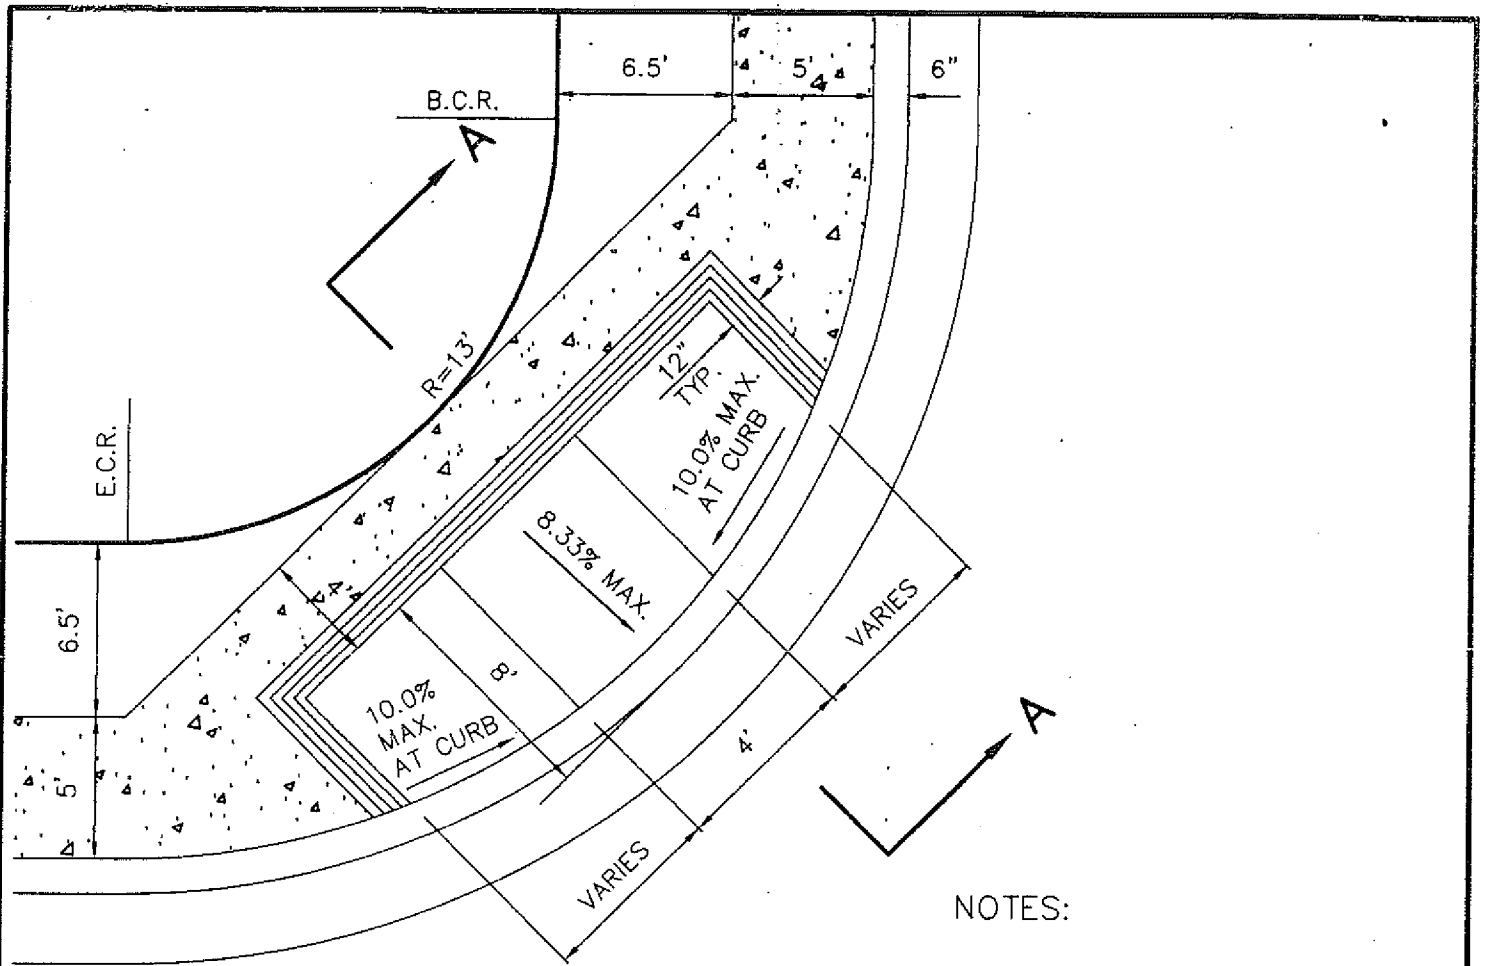 6.5'
5'
6"
B.C.R.
A
R=13'
E.C.R.
12"
TYP.
10.0% MAX.
AT CURB
8.33% MAX.
4'
6.5'
8'
VARIES
10.0%
MAX.
AT CURB
5'
4'
A
VARIES
NOTES: